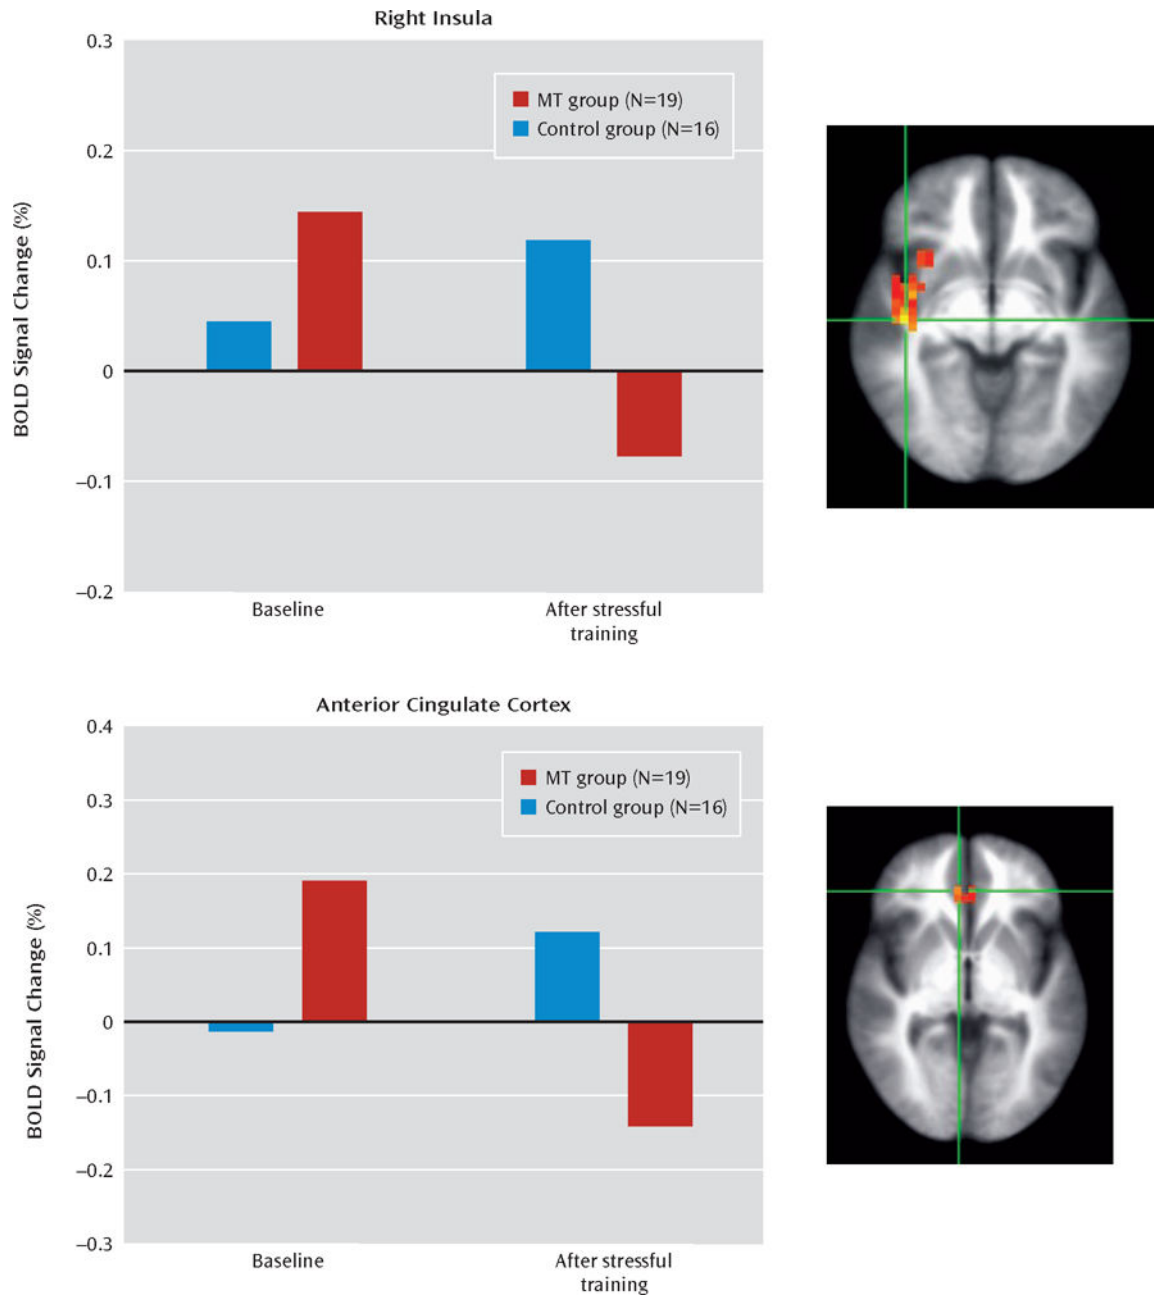 Right Insula
0.3
MT group (N=19)
Control group (N=16)
0.2
0.1
0
–0.1
–0.2
BOLD Signal Change (%)
Baseline
After stressful
training
Anterior Cingulate Cortex
0.4
MT group (N=19)
Control group (N=16)
0.3
0.2
0.1
0
–0.1
–0.2
–0.3
BOLD Signal Change (%)
Baseline
After stressful
training